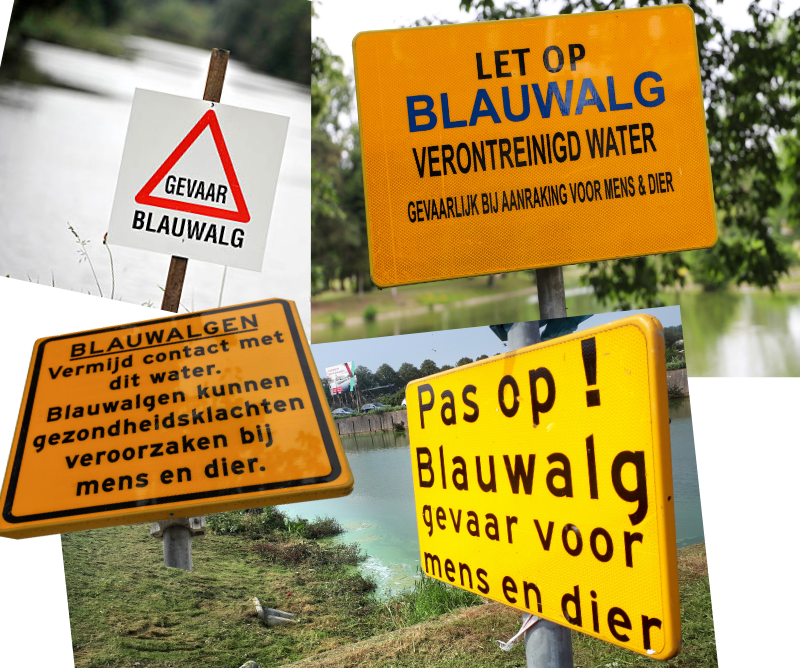 GEVAAR
BLAUWALG
LET OP
BLAUWALG
VERONTREINIGD WATER
GEVAARLIJK BIJ AANRAKING VOOR MENS & DIER
BLAUWALGEN
Vermijd contact met
dit water.
Blauwalgen kunnen
gezondheidsklachten
veroorzaken bij
mens en dier.
Pas op !
Blauwalg
gevaar voor
mens en dier